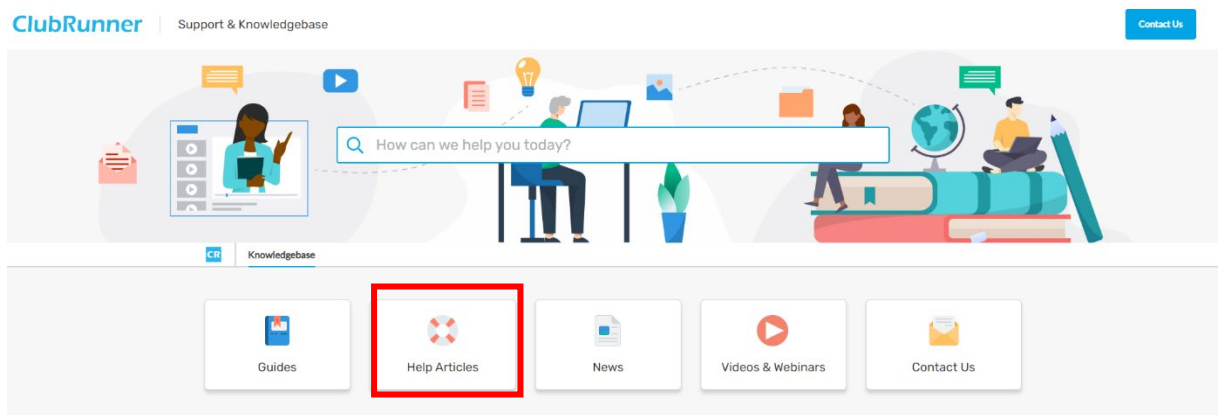 ClubRunner
Support & Knowledgebase
Contact Us
How can we help you today?
CR
Knowledgebase
Guides
Help Articles
News
Videos & Webinars
Contact Us